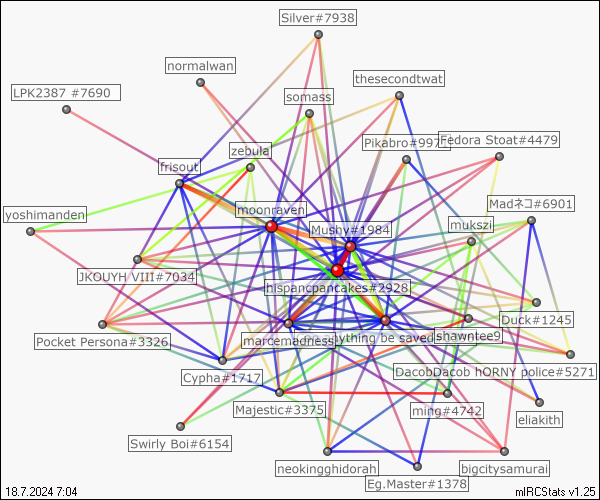 Silver#7938
normalwan
thesecondtwat
LPK2387 #7690
somass
Pikabro#997
Fedora Stoat#4479
zebula
frisout
Madネコ#6901
yoshimanden
moonraven
Mushy#1984
mukszi
JKOUYH VIII#7034
hispancpancakes#2928
Duck#1245
Pocket Persona#3326
marcemadness
anything be saved
shawntee9
Cypha#1717
DacobDacob hORNY police#5271
Majestic#3375
ming#4742
eliakith
Swirly Boi#6154
neokingghidorah
bigcitysamurai
Eg.Master#1378
18.7.2024 7:04
mIRCStats v1.25